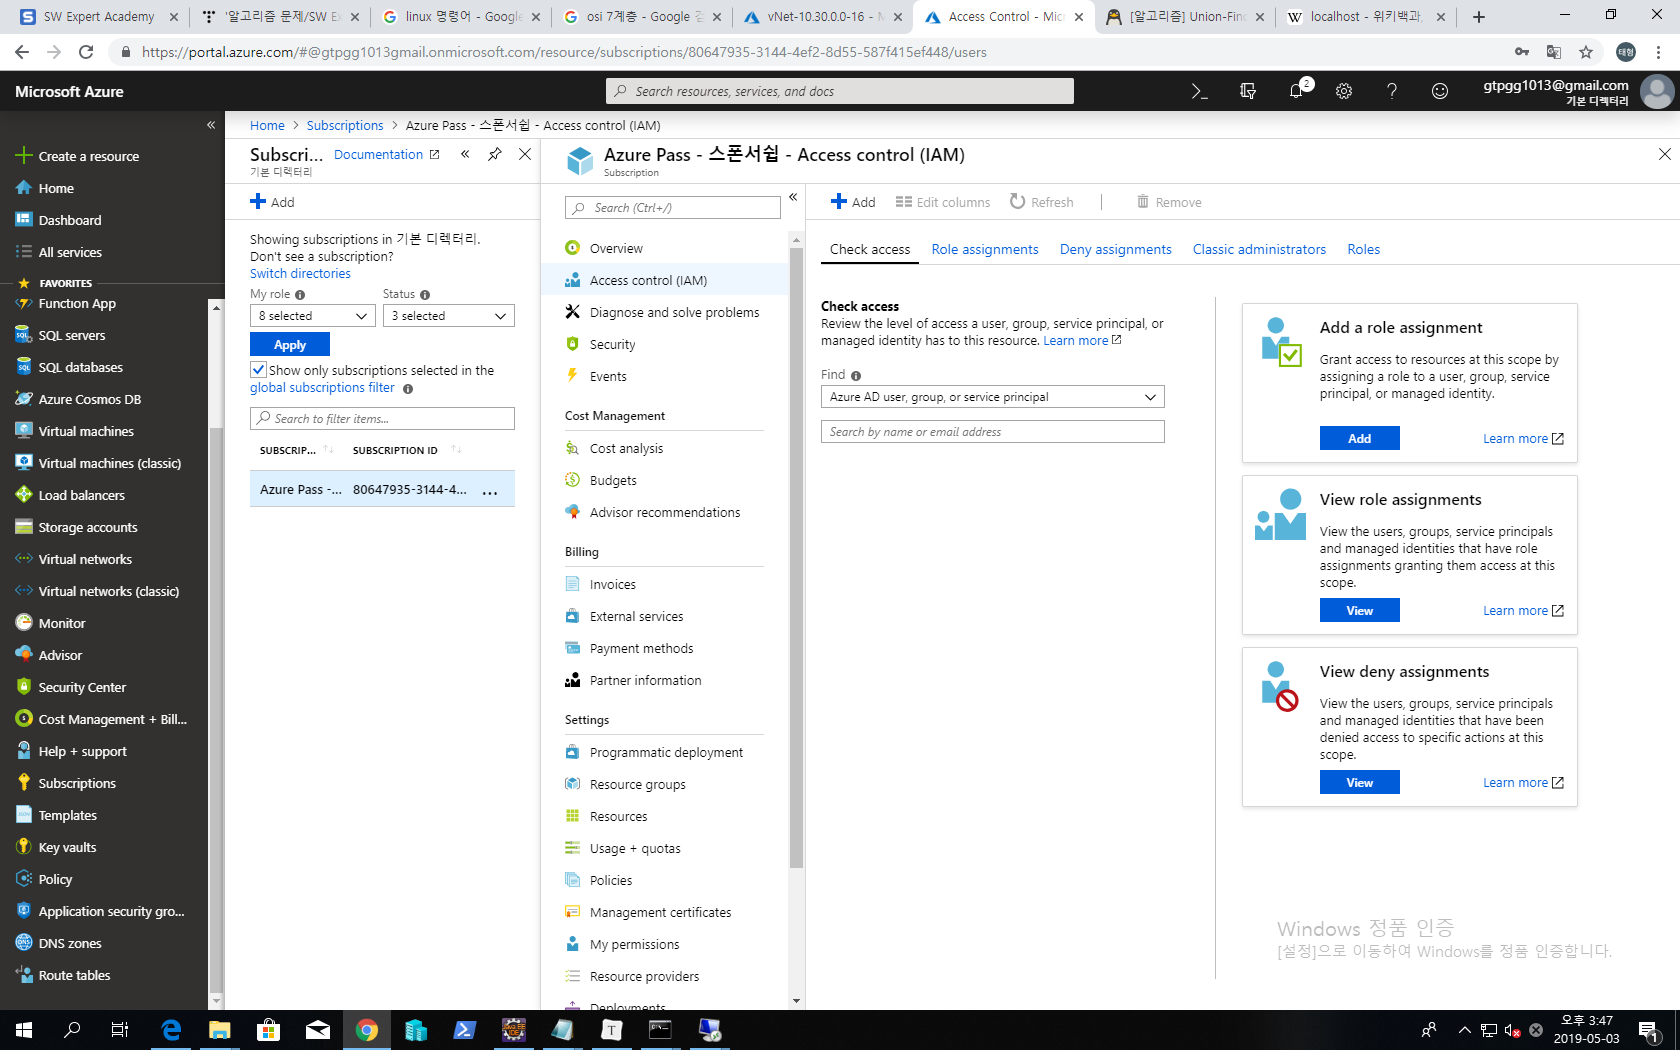 SW Expert Academy
'알고리즘 문제/SW Ex
linux 명령어 - Google
osi 7계층 - Google 검
vNet-10.30.0.0-16 - M
Access Control - Micr
[알고리즘] Union-Fin
localhost - 위키백과,
https://portal.azure.com/#@gtpgg1013gmail.onmicrosoft.com/resource/subscriptions/80647935-3144-4ef2-8d55-587f415ef448/users
태형
Microsoft Azure
Search resources, services, and docs
2
gtpgg1013@gmail.com
기본 디렉터리
Create a resource
Home
Dashboard
All services
FAVORITES
Function App
SQL servers
SQL databases
Azure Cosmos DB
Virtual machines
Virtual machines (classic)
Load balancers
Storage accounts
Virtual networks
Virtual networks (classic)
Monitor
Advisor
Security Center
Cost Management + Bill...
Help + support
Subscriptions
Templates
Key vaults
Policy
Application security gro...
DNS zones
Route tables
Home > Subscriptions > Azure Pass - 스폰서쉽 - Access control (IAM)
Subscri... Documentation
기본 디렉터리
Add
Showing subscriptions in 기본 디렉터리.
Don't see a subscription?
Switch directories
My role Status
8 selected 3 selected
Apply
Show only subscriptions selected in the
global subscriptions filter
Search to filter items...
SUBSCRIP... SUBSCRIPTION ID
Azure Pass -... 80647935-3144-4... ...
Azure Pass - 스폰서쉽 - Access control (IAM)
Subscription
Search (Ctrl+/)
Overview
Access control (IAM)
Diagnose and solve problems
Security
Events
Cost Management
Cost analysis
Budgets
Advisor recommendations
Billing
Invoices
External services
Payment methods
Partner information
Settings
Programmatic deployment
Resource groups
Resources
Usage + quotas
Policies
Management certificates
My permissions
Resource providers
Deployments
Add Edit columns Refresh Remove
Check access Role assignments Deny assignments Classic administrators Roles
Check access
Review the level of access a user, group, service principal, or
managed identity has to this resource. Learn more
Find
Azure AD user, group, or service principal
Search by name or email address
Add a role assignment
Grant access to resources at this scope by
assigning a role to a user, group, service
principal, or managed identity.
Add Learn more
View role assignments
View the users, groups, service principals
and managed identities that have role
assignments granting them access at this
scope.
View Learn more
View deny assignments
View the users, groups, service principals
and managed identities that have been
denied access to specific actions at this
scope.
View Learn more
Windows 정품 인증
[설정]으로 이동하여 Windows를 정품 인증합니다.
오후 3:47
2019-05-03
1